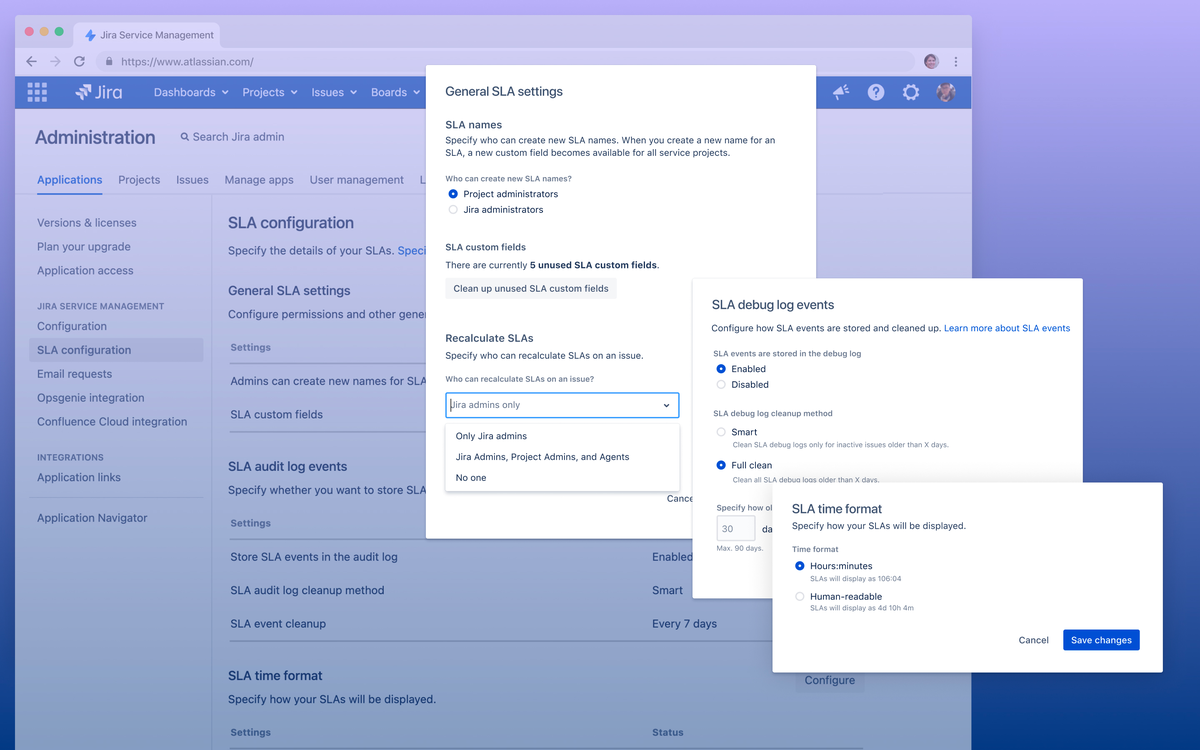 Jira Service Management
https://www.atlassian.com/
Jira
Dashboards
Projects
Issues
Boards
Administration
Search Jira admin
Applications
Projects
Issues
Manage apps
User management
L
Versions & licenses
Plan your upgrade
Application access
JIRA SERVICE MANAGEMENT
Configuration
SLA configuration
Email requests
Opsgenie integration
Confluence Cloud integration
INTEGRATIONS
Application links
Application Navigator
SLA configuration
Specify the details of your SLAs. Speci
General SLA settings
Configure permissions and other gene
Settings
Admins can create new names for SLA
SLA custom fields
SLA audit log events
Specify whether you want to store SLA
Settings
Store SLA events in the audit log
Enabled
SLA audit log cleanup method
Smart
SLA event cleanup
Every 7 days
SLA time format
Configure
Specify how your SLAs will be displayed.
Settings
Status
General SLA settings
SLA names
Specify who can create new SLA names. When you create a new name for an
SLA, a new custom field becomes available for all service projects.
Who can create new SLA names?
Project administrators
Jira administrators
SLA custom fields
There are currently 5 unused SLA custom fields.
Clean up unused SLA custom fields
Recalculate SLAs
Specify who can recalculate SLAs on an issue.
Who can recalculate SLAs on an issue?
Jira admins only
Only Jira admins
Jira Admins, Project Admins, and Agents
No one
Cance
SLA debug log events
Configure how SLA events are stored and cleaned up. Learn more about SLA events
SLA events are stored in the debug log
Enabled
Disabled
SLA debug log cleanup method
Smart
Clean SLA debug logs only for inactive issues older than X days.
Full clean
Clean all SLA debug logs older than X days.
Specify how ol
30
da
Max. 90 days.
SLA time format
Specify how your SLAs will be displayed.
Time format
Hours:minutes
SLAs will display as 106:04
Human-readable
SLAs will display as 4d 10h 4m
Cancel
Save changes